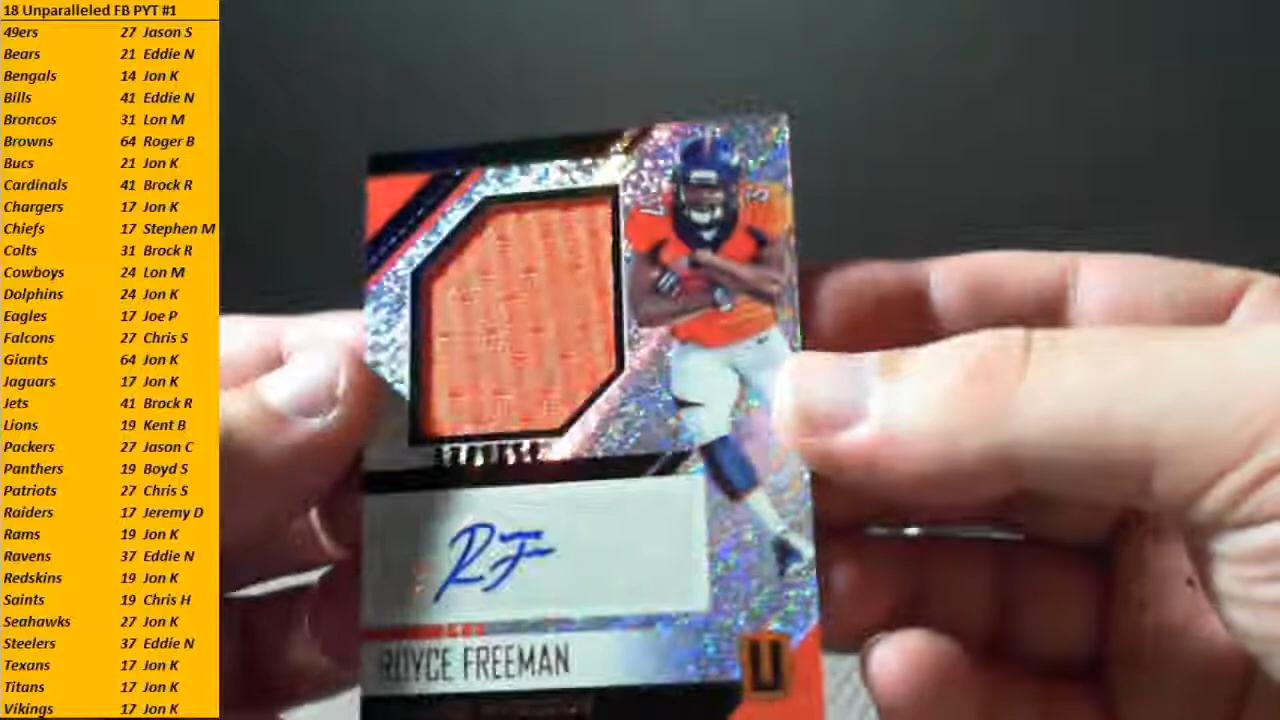 18 Unparalleled FB PYT #1
49ers 27 Jason S
Bears 21 Eddie N
Bengals 14 Jon K
Bills 41 Eddie N
Broncos 31 Lon M
Browns 64 Roger B
Bucs 21 Jon K
Cardinals 41 Brock R
Chargers 17 Jon K
Chiefs 17 Stephen M
Colts 31 Brock R
Cowboys 24 Lon M
Dolphins 24 Jon K
Eagles 17 Joe P
Falcons 27 Chris S
Giants 64 Jon K
Jaguars 17 Jon K
Jets 41 Brock R
Lions 19 Kent B
Packers 27 Jason C
Panthers 19 Boyd S
Patriots 27 Chris S
Raiders 17 Jeremy D
Rams 19 Jon K
Ravens 37 Eddie N
Redskins 19 Jon K
Saints 19 Chris H
Seahawks 27 Jon K
Steelers 37 Eddie N
Texans 17 Jon K
Titans 17 Jon K
Vikings 17 Jon K
ROYCE FREEMAN
U